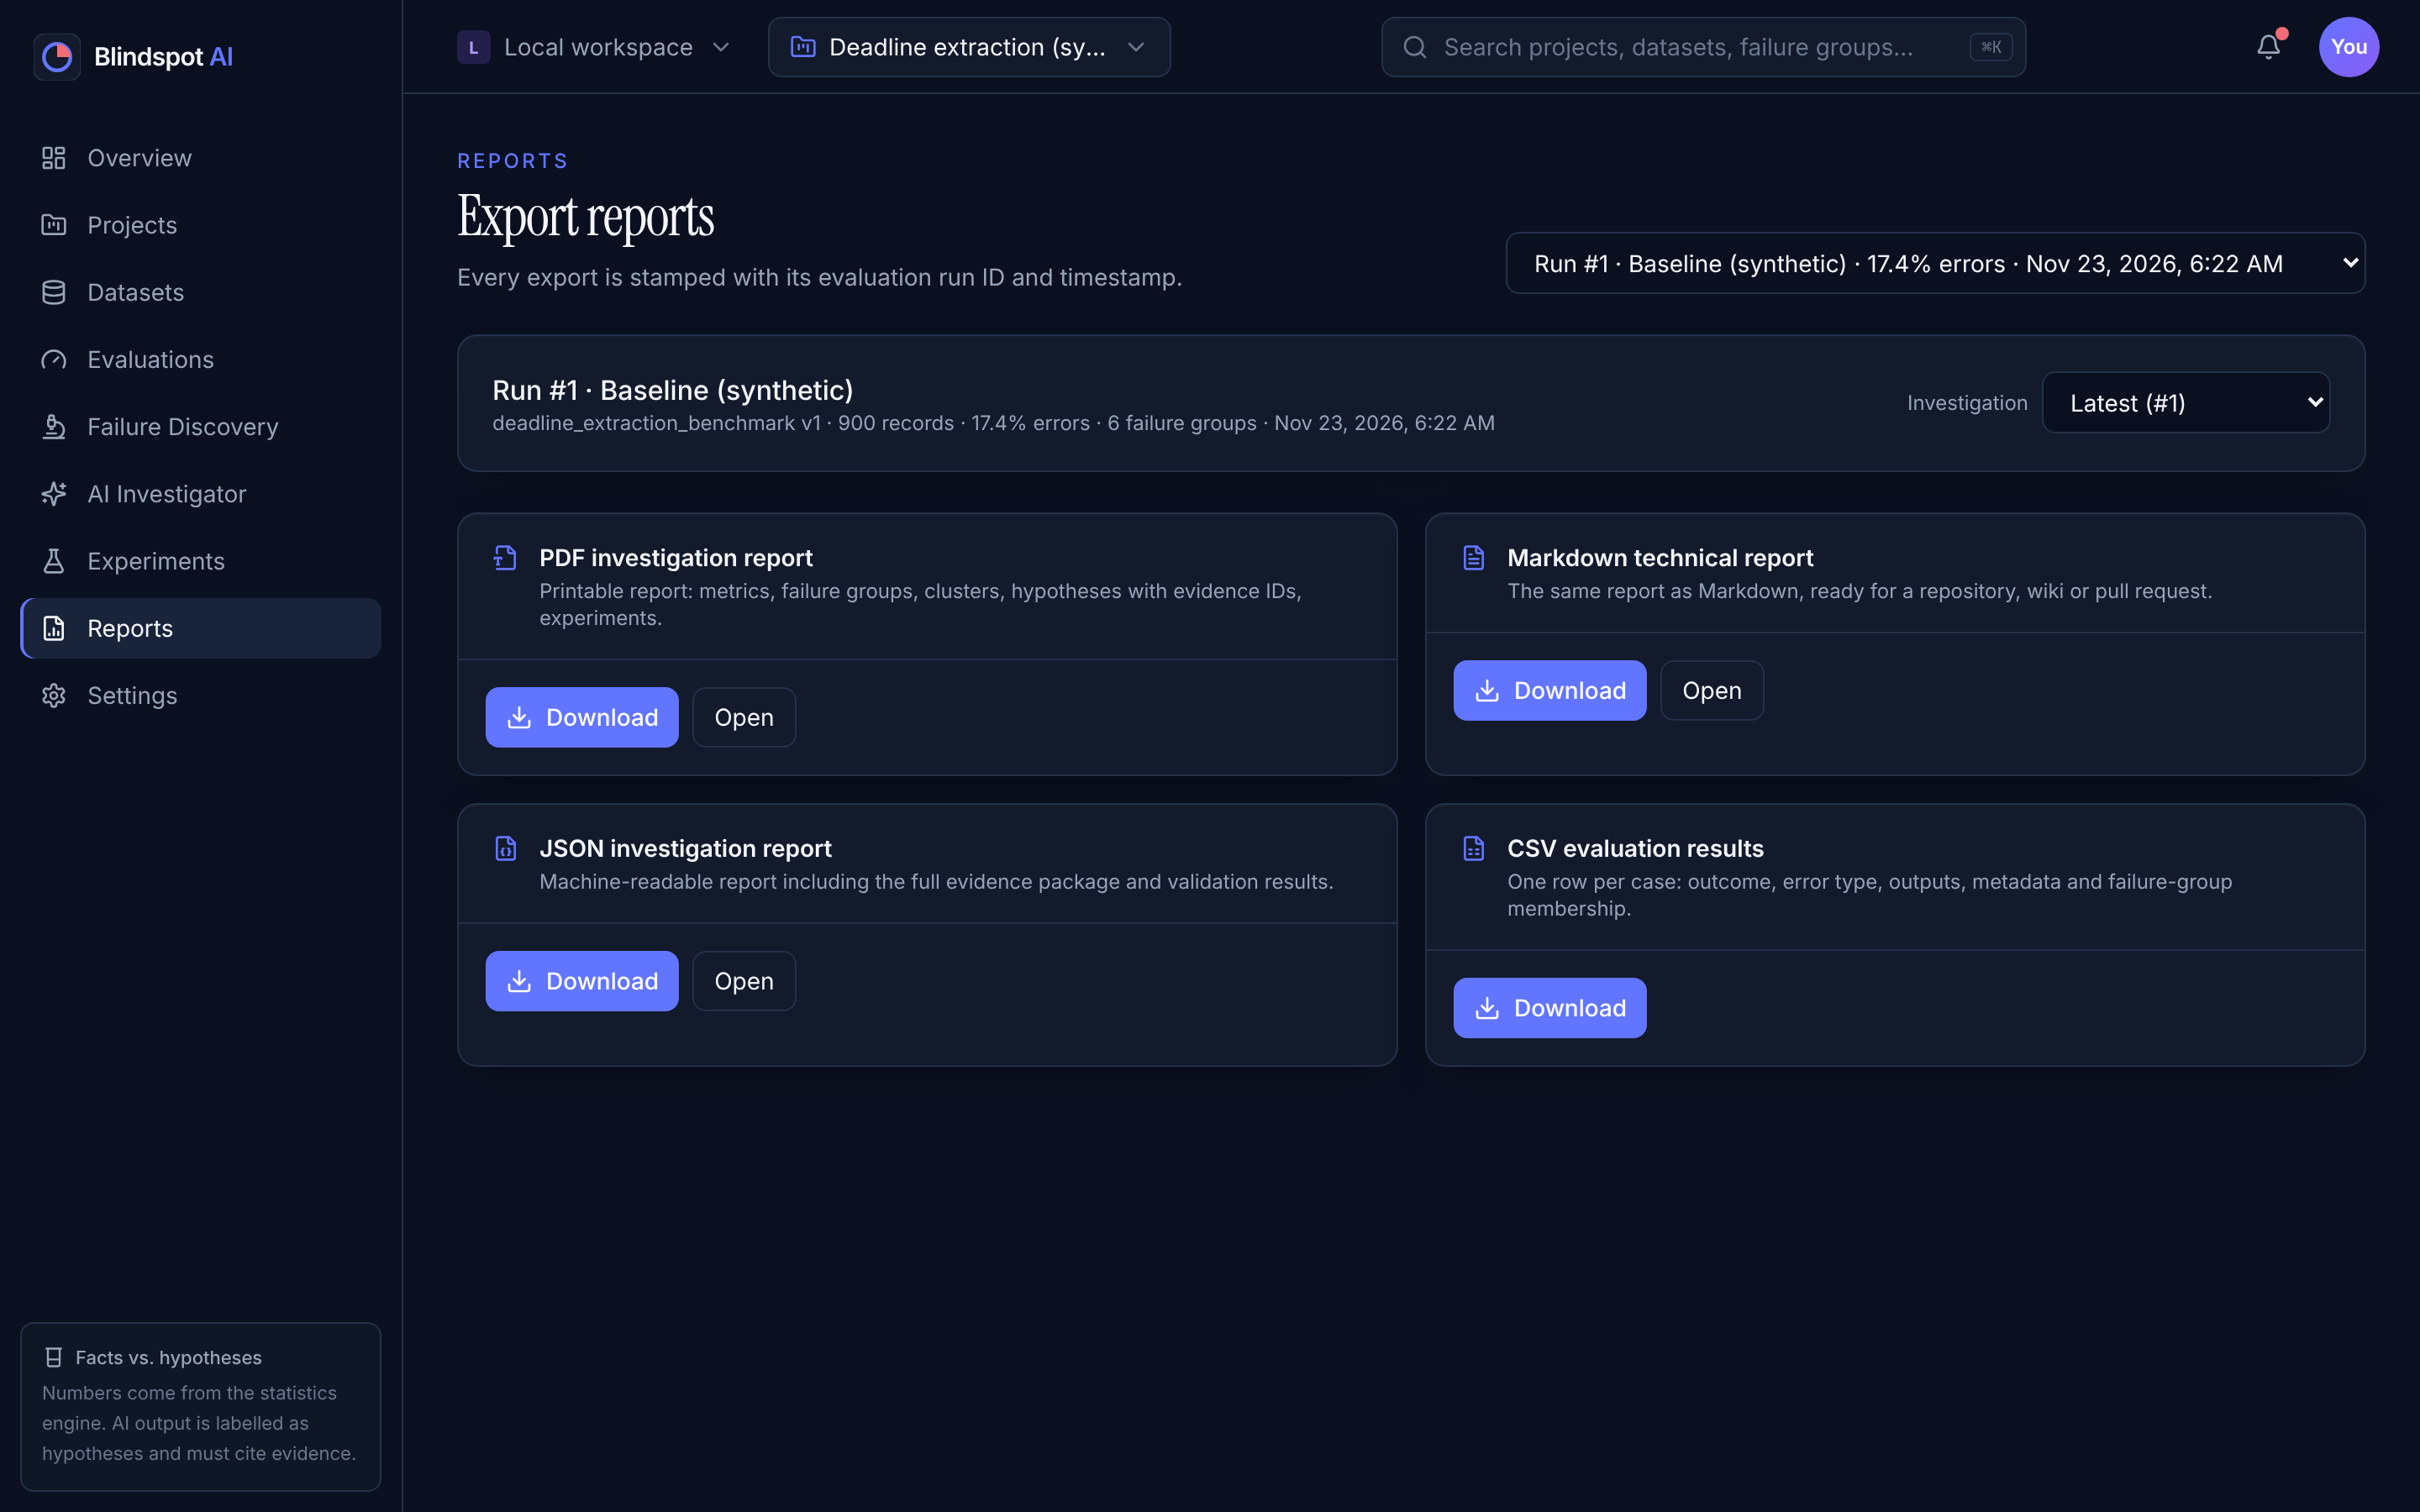 Blindspot AI
Overview
Projects
Datasets
Evaluations
Failure Discovery
AI Investigator
Experiments
Reports
Settings
Facts vs. hypotheses
Numbers come from the statistics
engine. AI output is labelled as
hypotheses and must cite evidence.
L Local workspace
Deadline extraction (sy...
Search projects, datasets, failure groups... ⌘K
You
REPORTS
Export reports
Every export is stamped with its evaluation run ID and timestamp.
Run #1 · Baseline (synthetic) · 17.4% errors · Nov 23, 2026, 6:22 AM
Run #1 · Baseline (synthetic)
deadline_extraction_benchmark v1 · 900 records · 17.4% errors · 6 failure groups · Nov 23, 2026, 6:22 AM
Investigation
Latest (#1)
PDF investigation report
Printable report: metrics, failure groups, clusters, hypotheses with evidence IDs,
experiments.
Download Open
Markdown technical report
The same report as Markdown, ready for a repository, wiki or pull request.
Download Open
JSON investigation report
Machine-readable report including the full evidence package and validation results.
Download Open
CSV evaluation results
One row per case: outcome, error type, outputs, metadata and failure-group
membership.
Download